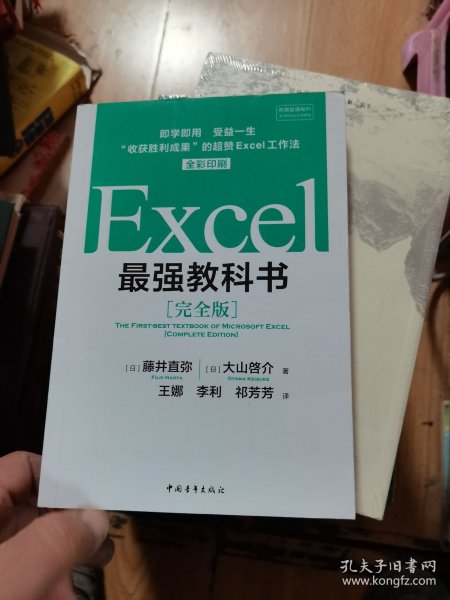 即学即用 受益一生
“收获胜利成果”的超赞Excel工作法
全彩印刷
Excel
最强教科书
[完全版]
THE FIRST-BEST TEXTBOOK OF MICROSOFT EXCEL
[COMPLETE EDITION]
[日]藤井直弥 [日]大山啓介 著
FUJII NAOYA OYAMA KEISUKE
王娜 李利 祁芳芳 译
中国青年出版社
孔夫子旧书网
www.kongfz.com